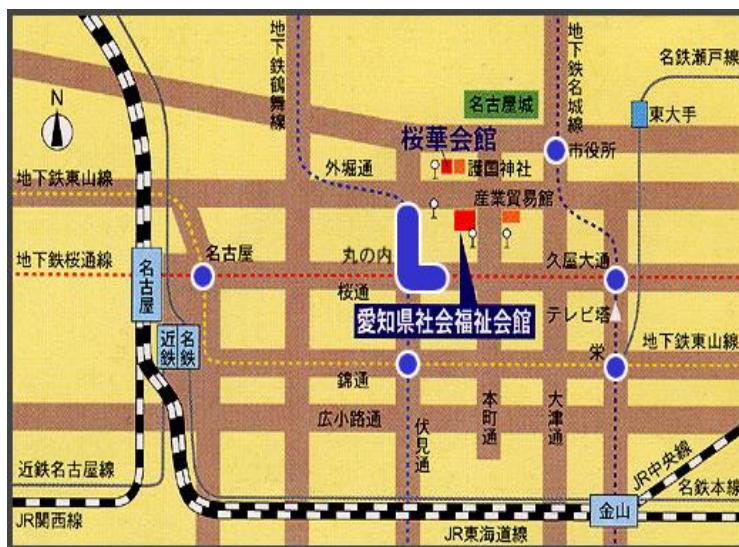 地下鉄鶴舞線
地下鉄名城線
名鉄瀬戸線
N
名古屋城
東大手
桜華会館
市役所
外堀通
護国神社
地下鉄東山線
産業貿易館
名古屋
丸の内
久屋大通
地下鉄桜通線
名古屋
桜通
テレビ塔
愛知県社会福祉会館
近鉄
名鉄
地下鉄東山線
栄
錦通
本町通
大津通
広小路通
伏見通
近鉄名古屋線
JR中央線
名鉄本線
金山
JR関西線
JR東海道線